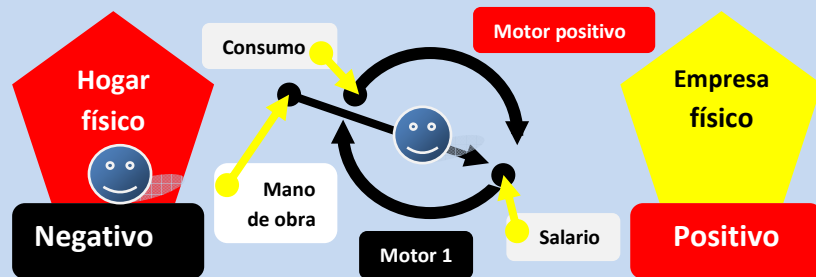 Hogar
físico
Negativo
Consumo
Mano
de obra
Motor positivo
Motor 1
Salario
Empresa
físico
Positivo